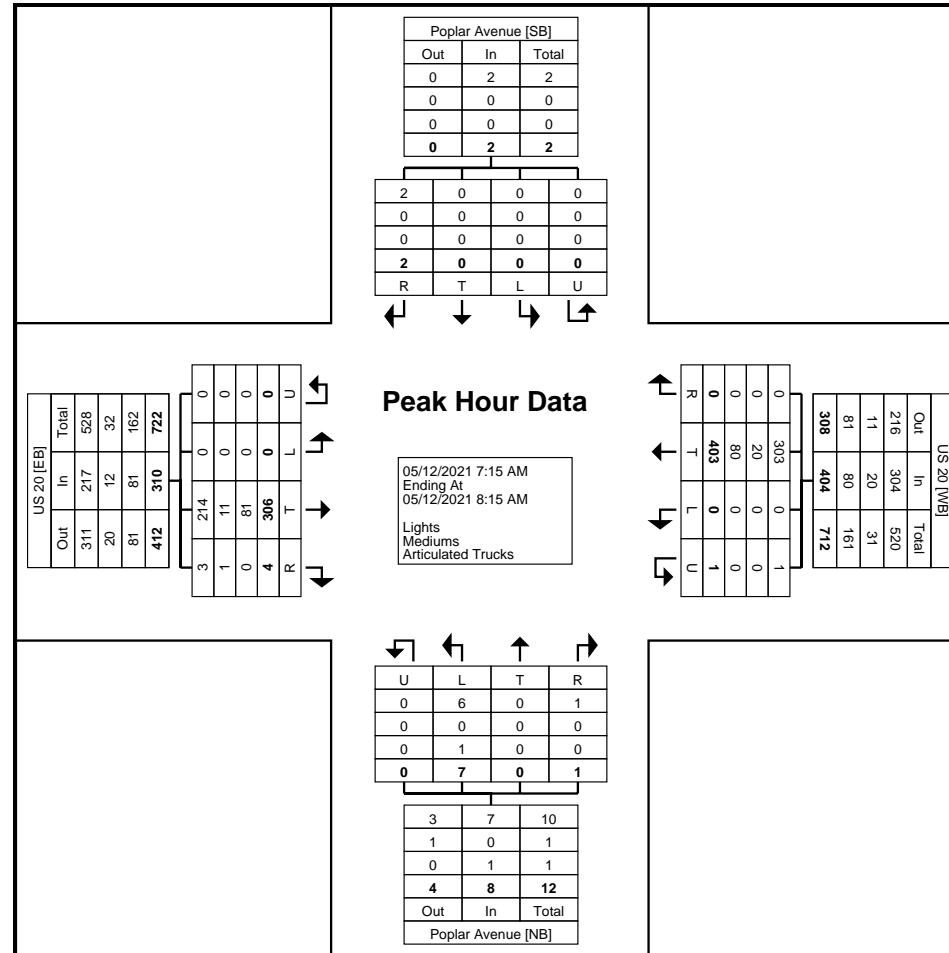 Poplar Avenue [SB]
Out In Total
0 2 2
0 0 0
0 0 0
0 2 2
2 0 0 0
0 0 0 0
0 0 0 0
2 0 0 0
R T L U
US 20 [EB]
Total 528 32 162 722
In 217 12 81 310
Out 311 20 81 412
0 0 0 0 U
0 0 0 0 L
214 11 81 306 T
3 1 0 4 R
Peak Hour Data
05/12/2021 7:15 AM
Ending At
05/12/2021 8:15 AM
Lights
Mediums
Articulated Trucks
R 0 0 0 0
T 403 80 20 303
L 0 0 0 0
U 1 0 0 1
308 81 11 216 Out
404 80 20 304 In
712 161 31 520 Total
US 20 [WB]
U L T R
0 6 0 1
0 0 0 0
0 1 0 0
0 7 0 1
3 7 10
1 0 1
0 1 1
4 8 12
Out In Total
Poplar Avenue [NB]